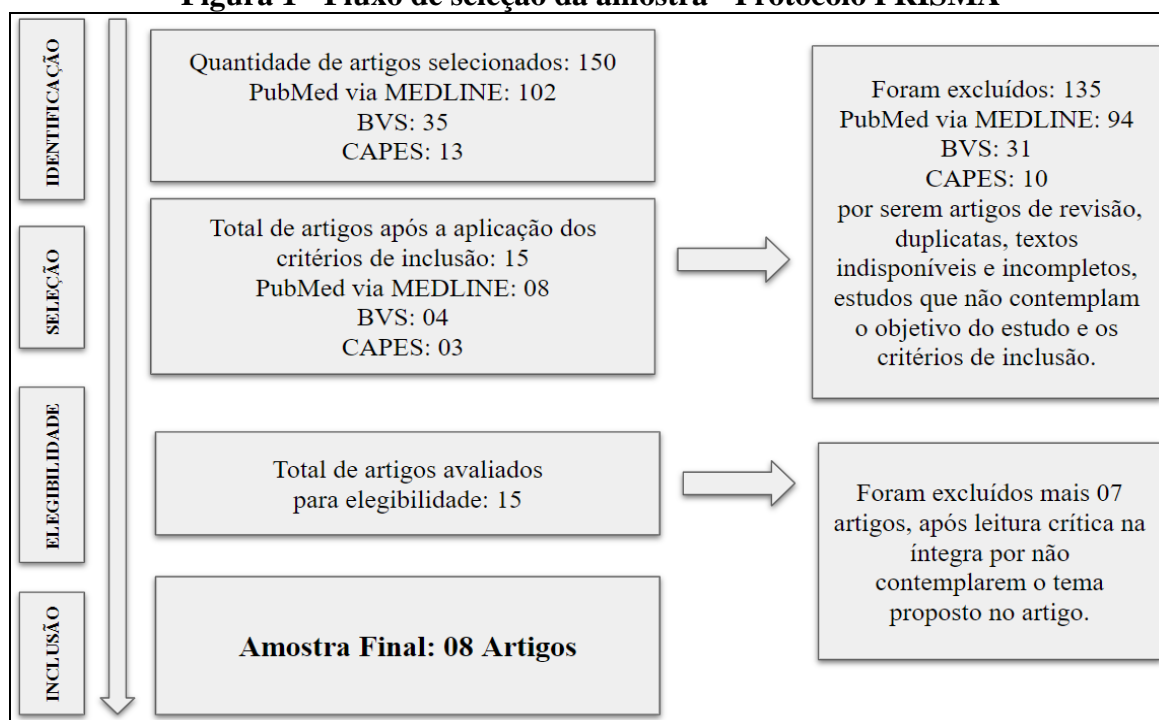 Figura 1 - Fluxo de seleção da amostra - Protocolo PRISMA
IDENTIFICAÇÃO
Quantidade de artigos selecionados: 150
PubMed via MEDLINE: 102
BVS: 35
CAPES: 13
Foram excluídos: 135
PubMed via MEDLINE: 94
BVS: 31
CAPES: 10
por serem artigos de revisão,
duplicatas, textos
indisponíveis e incompletos,
estudos que não contemplam
o objetivo do estudo e os
critérios de inclusão.
SELEÇÃO
Total de artigos após a aplicação dos
critérios de inclusão: 15
PubMed via MEDLINE: 08
BVS: 04
CAPES: 03
ELEGIBILIDADE
Total de artigos avaliados
para elegibilidade: 15
Foram excluídos mais 07
artigos, após leitura crítica na
íntegra por não
contemplarem o tema
proposto no artigo.
INCLUSÃO
Amostra Final: 08 Artigos